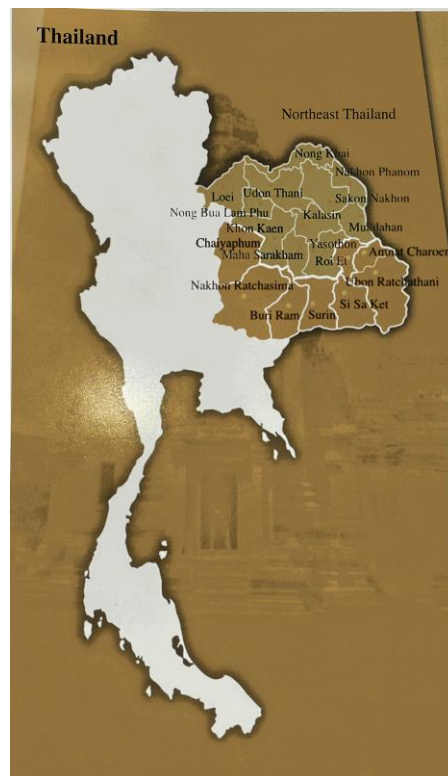 Thailand
Northeast Thailand
Nong Khai
Nakhon Phanom
Loei
Udon Thani
Sakon Nakhon
Nong Bua Lam Phu
Kalasin
Khon Kaen
Mukdahan
Chaiyaphum
Yasothon
Amnat Charoen
Maha Sarakham
Roi Et
Nakhon Ratchasima
Ubon Ratchathani
Buri Ram
Surin
Si Sa Ket